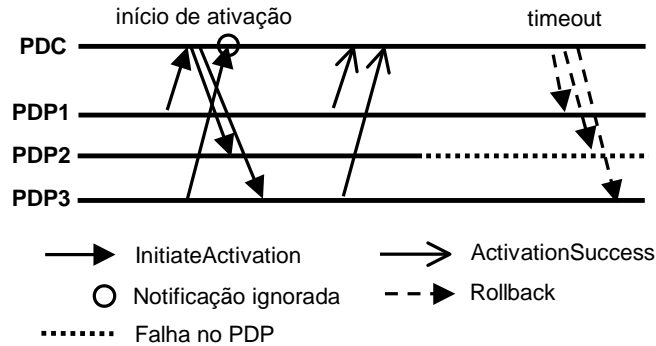 início de ativação
timeout
PDC
PDP1
PDP2
PDP3
InitiateActivation
ActivationSuccess
Notificação ignorada
Rollback
Falha no PDP